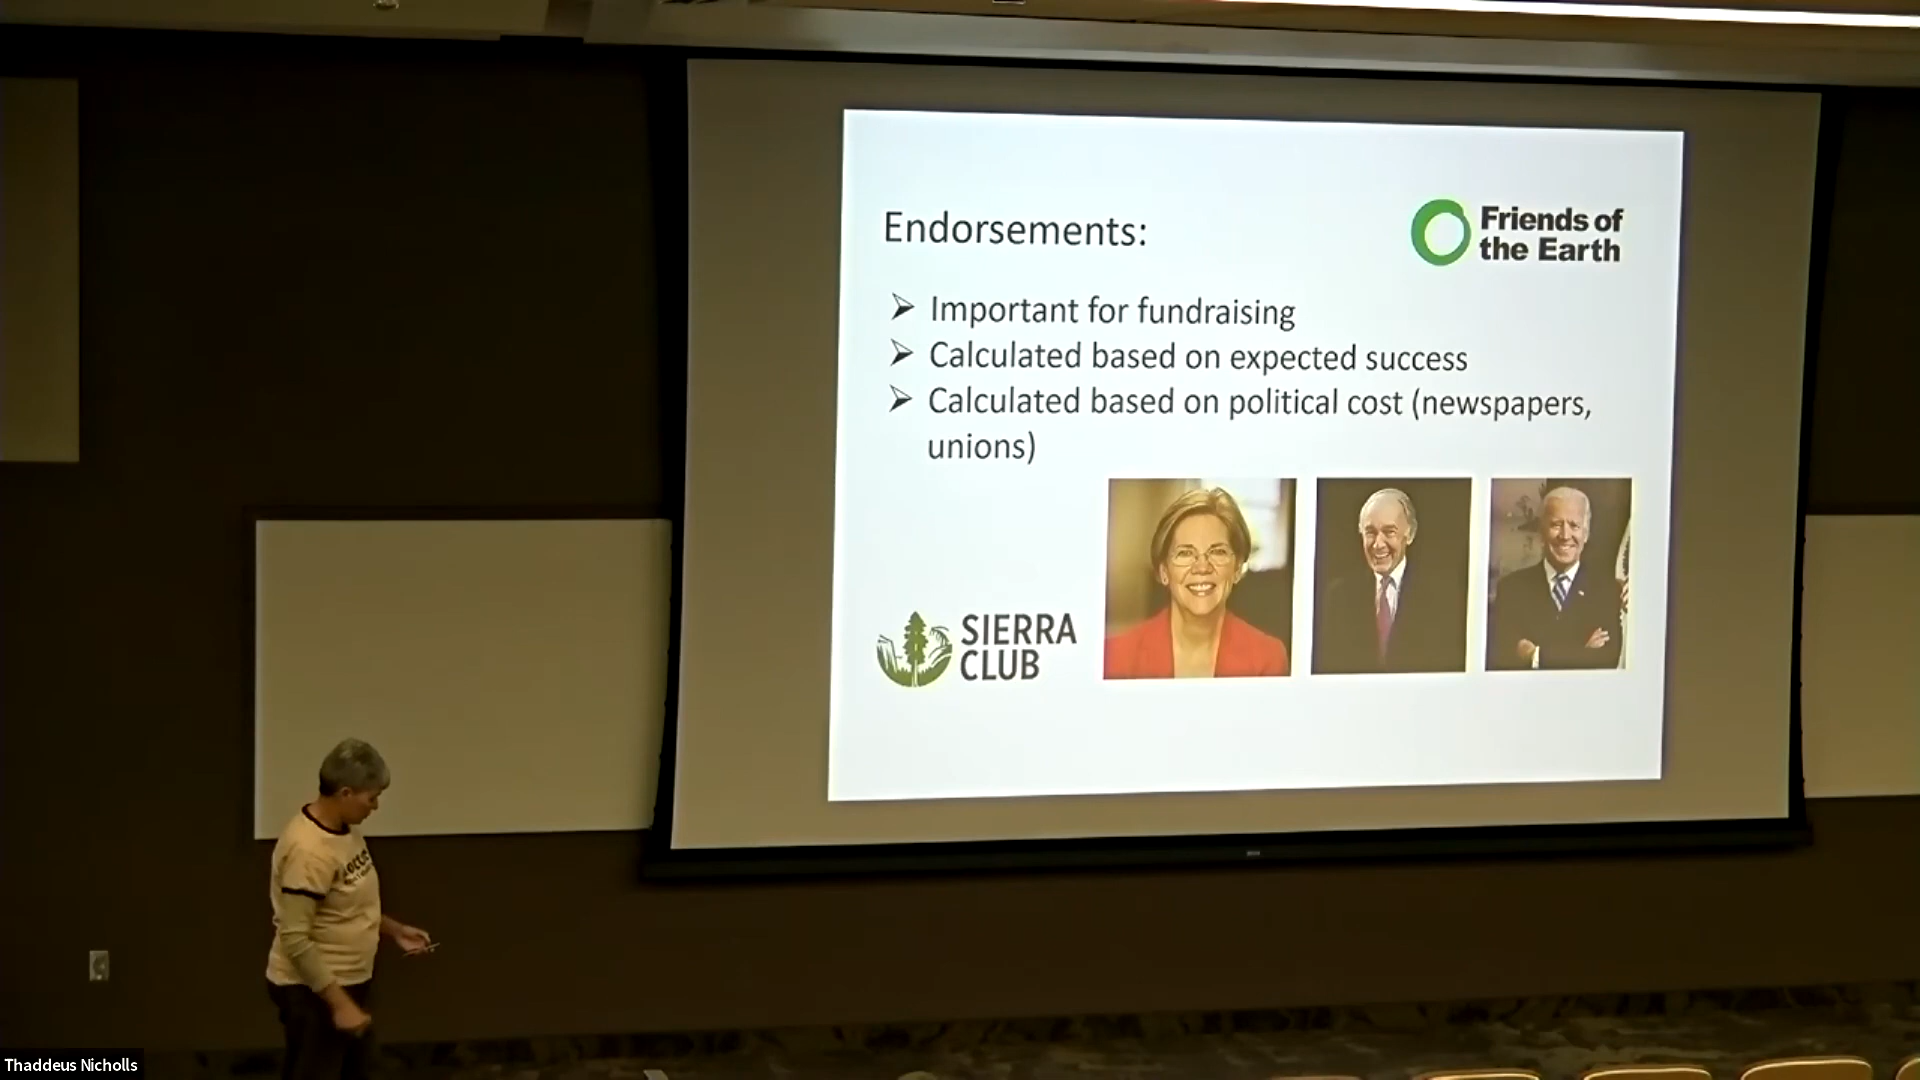 Endorsements:
Friends of
the Earth
➢ Important for fundraising
➢ Calculated based on expected success
➢ Calculated based on political cost (newspapers,
unions)
SIERRA
CLUB
Thaddeus Nicholls